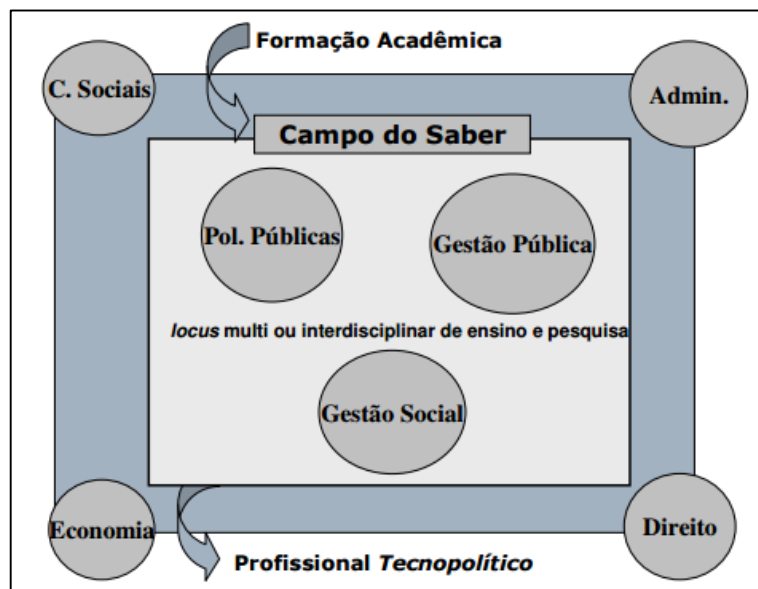 Formação Acadêmica
C. Sociais
Admin.
Campo do Saber
Pol. Públicas
Gestão Pública
locus multi ou interdisciplinar de ensino e pesquisa
Gestão Social
Economia
Direito
Profissional Tecnopolítico